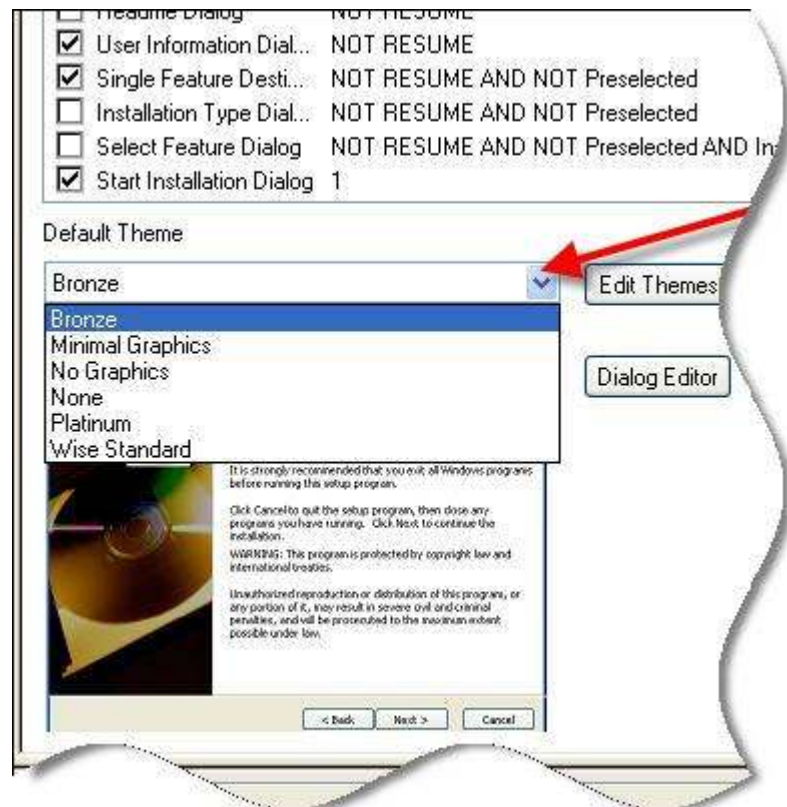 Readme Dialog NOT RESUME
User Information Dial... NOT RESUME
Single Feature Desti... NOT RESUME AND NOT Preselected
Installation Type Dial... NOT RESUME AND NOT Preselected
Select Feature Dialog NOT RESUME AND NOT Preselected AND In
Start Installation Dialog 1
Default Theme
Bronze
Edit Themes
Bronze
Minimal Graphics
No Graphics
None
Platinum
Wise Standard
Dialog Editor
It is strongly recommended that you exit all Windows programs
before running this setup program.
Click Cancel to quit the setup program, then close any
programs you have running. Click Next to continue the
installation.
WARNING: This program is protected by copyright law and
international treaties.
Unauthorized reproduction or distribution of this program, or
any portion of it, may result in severe civil and criminal
penalties, and will be prosecuted to the maximum extent
possible under law.
< Back Next > Cancel